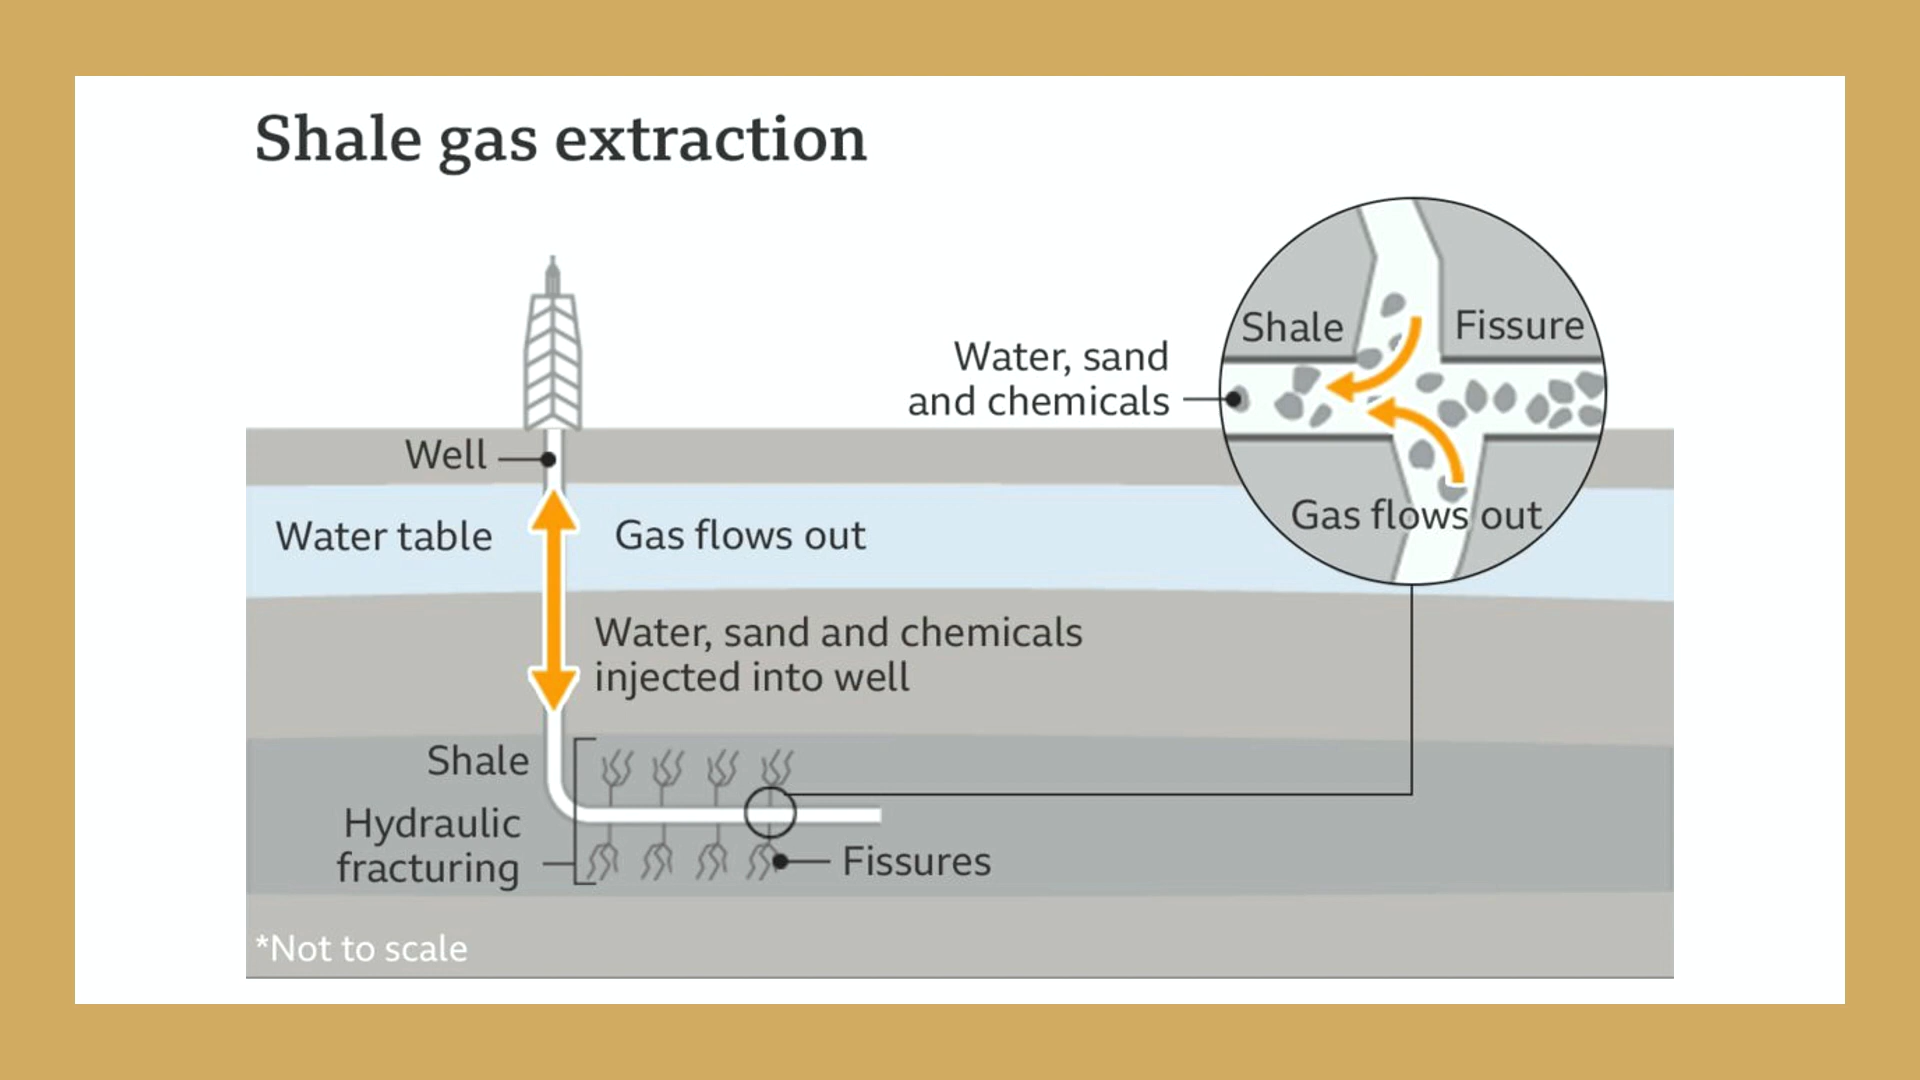 Shale gas extraction
Shale
Fissure
Water, sand
and chemicals
Well
Water table
Gas flows out
Gas flows out
Water, sand and chemicals
injected into well
Shale
Hydraulic
fracturing
Fissures
*Not to scale